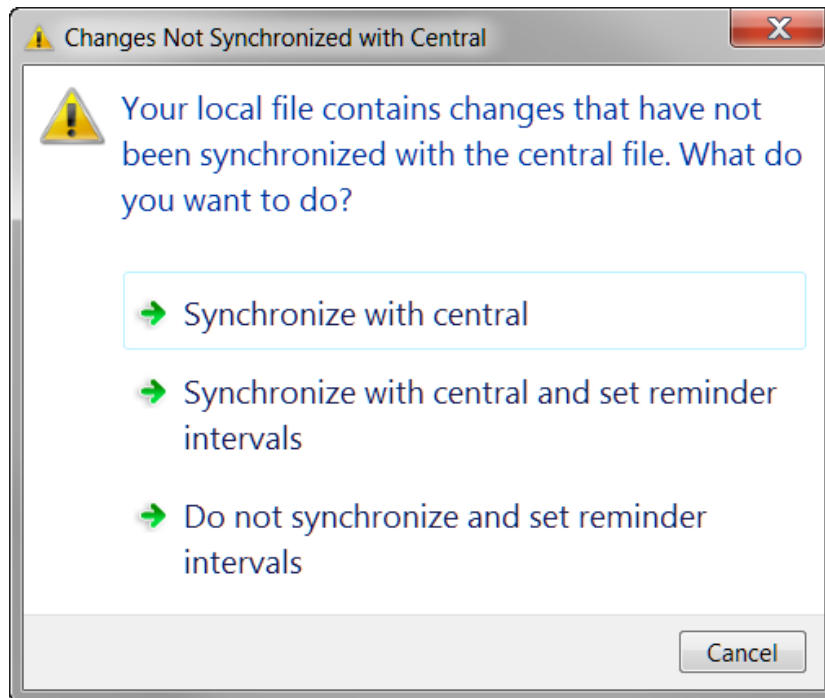 Changes Not Synchronized with Central
Your local file contains changes that have not
been synchronized with the central file. What do
you want to do?
Synchronize with central
Synchronize with central and set reminder
intervals
Do not synchronize and set reminder
intervals
Cancel